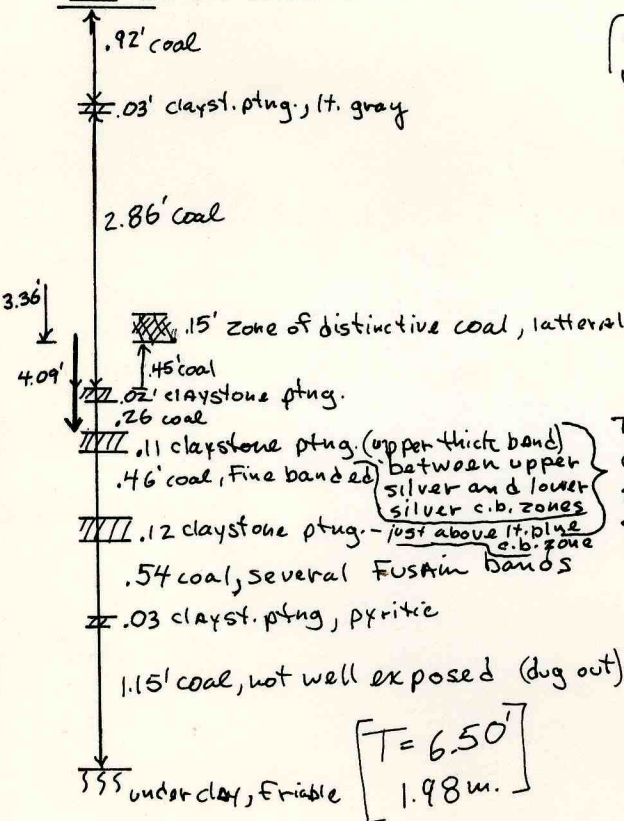 .92' coal
.03' clayst. ptng., lt. gray
2.86' coal
3.36'
.15' zone of distinctive coal, latteral
.45' coal
4.09'
.02' claystone ptng.
.26 coal
.11 claystone ptng. (upper thick band)
.46' coal, Fine banded
between upper
silver and lower
silver c.b. zones
.12 claystone ptng. - just above lt. blue
c.b. zone
.54 coal, several Fusain bands
.03 clayst. ptng, pyritic
1.15' coal, not well exposed (dug out)
T = 6.50'
1.98 m.
underclay, Friable